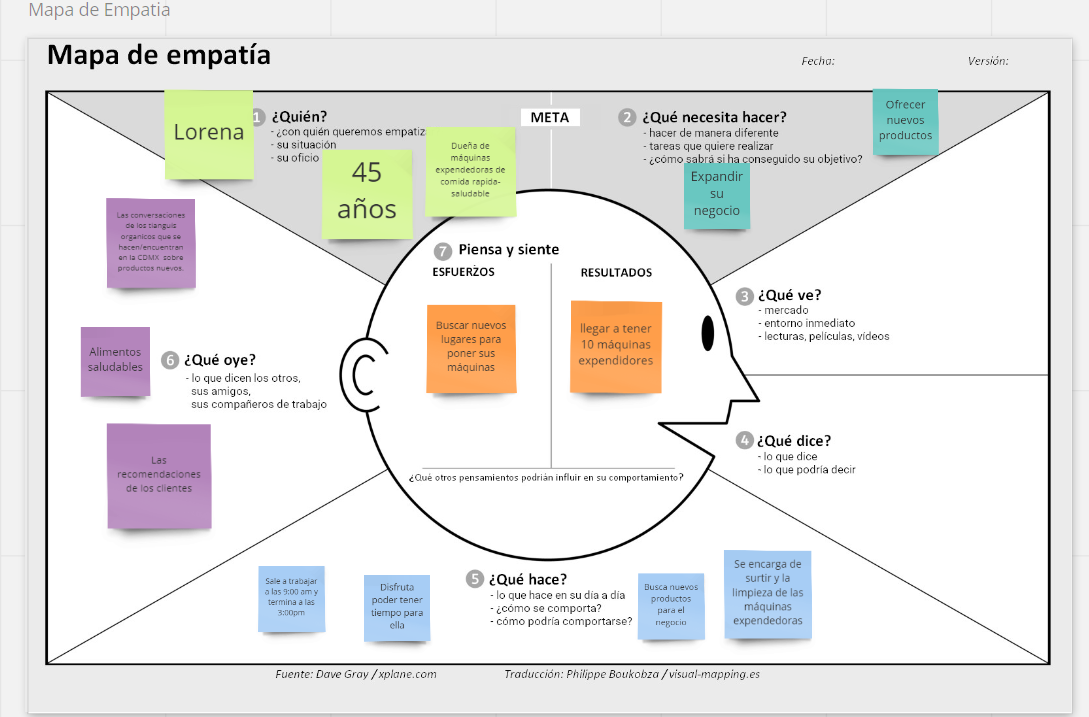 Mapa de Empatia
Mapa de empatía
Fecha:
Versión:
Lorena
1 ¿Quién?
- ¿con quién queremos empatiz
- su situación
- su oficio
45
años
Dueña de
máquinas
expendedoras de
comida rapida-
saludable
META
2 ¿Qué necesita hacer?
- hacer de manera diferente
- tareas que quiere realizar
- ¿cómo sabrá si ha conseguido su objetivo?
Ofrecer
nuevos
productos
Expandir
su
negocio
Las conversaciones
de los tianguis
organicos que se
hacen/encuentran
en la CDMX sobre
productos nuevos.
7 Piensa y siente
ESFUERZOS
RESULTADOS
Buscar nuevos
lugares para
poner sus
máquinas
llegar a tener
10 máquinas
expendidores
¿Qué otros pensamientos podrían influir en su comportamiento?
3 ¿Qué ve?
- mercado
- entorno inmediato
- lecturas, películas, vídeos
Alimentos
saludables
6 ¿Qué oye?
- lo que dicen los otros,
sus amigos,
sus compañeros de trabajo
Las
recomendaciones
de los clientes
4 ¿Qué dice?
- lo que dice
- lo que podría decir
Sale a trabajar
a las 9:00 am y
termina a las
3:00pm
Disfruta
poder tener
tiempo para
ella
5 ¿Qué hace?
- lo que hace en su día a día
- ¿cómo se comporta?
- cómo podría comportarse?
Busca nuevos
productos
para el
negocio
Se encarga de
surtir y la
limpieza de las
máquinas
expendedoras
Fuente: Dave Gray / xplane.com
Traducción: Philippe Boukobza / visual-mapping.es